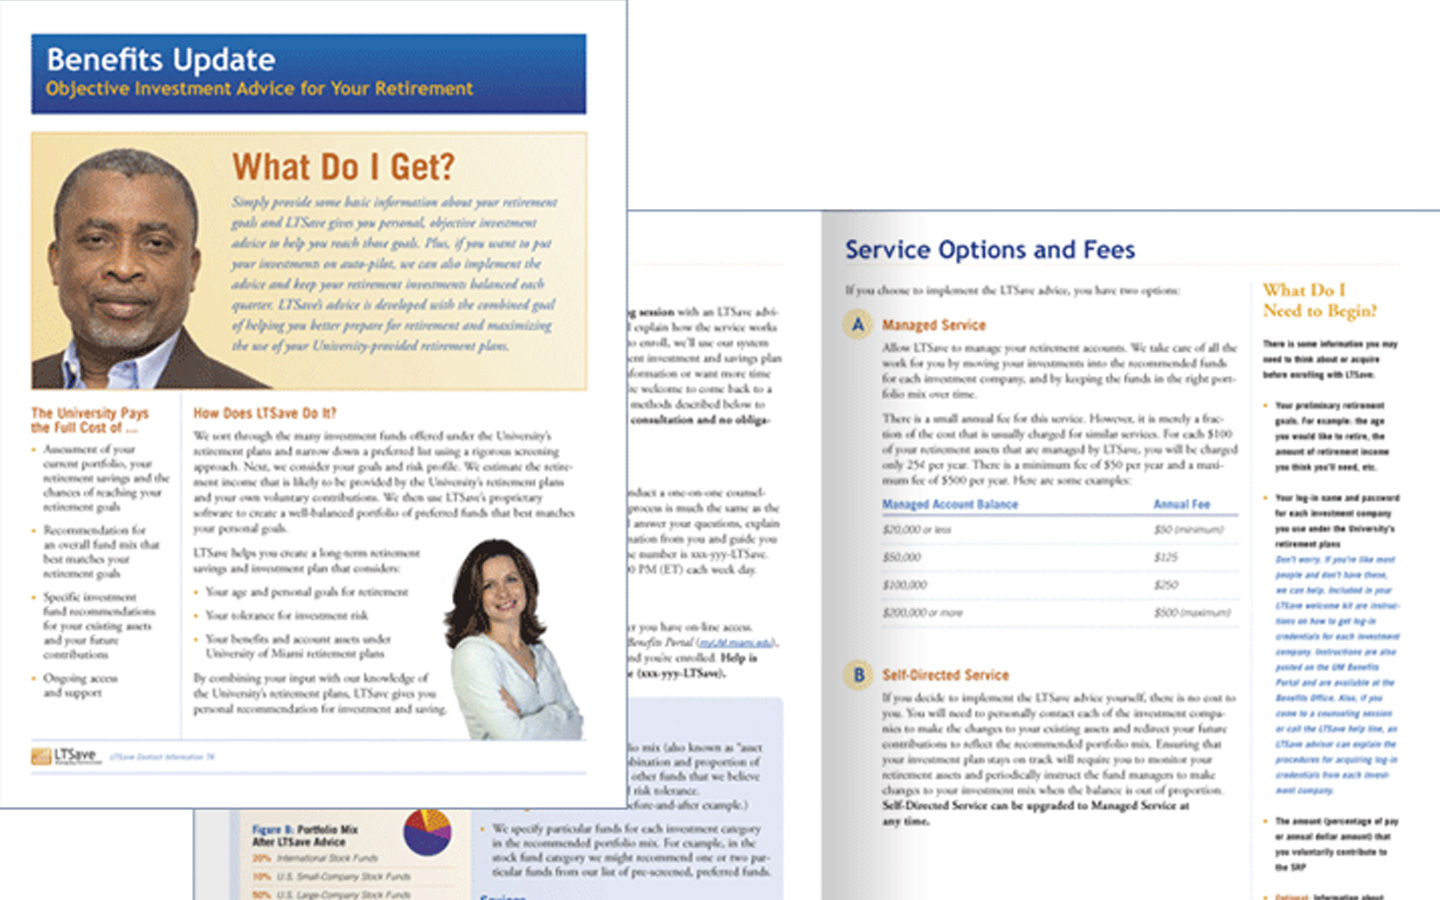 Benefits Update
Objective Investment Advice for Your Retirement
What Do I Get?
Simply provide some basic information about your retirement
goals and LTSave gives you personal, objective investment
advice to help you reach those goals. Plus, if you want to put
your investments on auto-pilot, we can also implement the
advice and keep your retirement investments balanced each
quarter. LTSave's advice is developed with the combined goal
of helping you better prepare for retirement and maximizing
the use of your University-provided retirement plans.
The University Pays
the Full Cost of ...
• Assessment of your
current portfolio, your
retirement savings and the
chances of reaching your
retirement goals
• Recommendation for
an overall fund mix that
best matches your
retirement goals
• Specific investment
fund recommendations
for your existing assets
and your future
contributions
• Ongoing access
and support
How Does LTSave Do It?
We sort through the many investment funds offered under the University's
retirement plans and narrow down a preferred list using a rigorous screening
approach. Next, we consider your goals and risk profile. We estimate the retire-
ment income that is likely to be provided by the University's retirement plans
and your own voluntary contributions. We then use LTSave's proprietary
software to create a well-balanced portfolio of preferred funds that best matches
your personal goals.
LTSave helps you create a long-term retirement
savings and investment plan that considers:
• Your age and personal goals for retirement
• Your tolerance for investment risk
• Your benefits and account assets under
University of Miami retirement plans
By combining your input with our knowledge of
the University's retirement plans, LTSave gives you
personal recommendation for investment and saving.
LTSave
LTSave Contact Information TK
g session with an LTSave advi-
explain how the service works
to enroll, we'll use our system
ent investment and savings plan
formation or want more time
re welcome to come back to a
methods described below to
consultation and no obliga-
nduct a one-on-one counsel-
process is much the same as the
answer your questions, explain
nation from you and guide you
e number is xxx-yyy-LTSave.
0 PM (ET) each week day.
er you have on-line access.
Benefits Portal (myUM.miami.edu),
nd you're enrolled. Help is
e (xxx-yyy-LTSave).
lio mix (also known as "asset
bination and proportion of
other funds that we believe
risk tolerance.
efore-and-after example.)
• We specify particular funds for each investment category
in the recommended portfolio mix. For example, in the
stock fund category we might recommend one or two par-
ticular funds from our list of pre-screened, preferred funds.
Figure B: Portfolio Mix
After LTSave Advice
20% International Stock Funds
10% U.S. Small-Company Stock Funds
50% U.S. Large-Company Stock Funds
Service Options and Fees
If you choose to implement the LTSave advice, you have two options:
A Managed Service
Allow LTSave to manage your retirement accounts. We take care of all the
work for you by moving your investments into the recommended funds
for each investment company, and by keeping the funds in the right port-
folio mix over time.
There is a small annual fee for this service. However, it is merely a frac-
tion of the cost that is usually charged for similar services. For each $100
of your retirement assets that are managed by LTSave, you will be charged
only 25¢ per year. There is a minimum fee of $50 per year and a maxi-
mum fee of $500 per year. Here are some examples:
Managed Account Balance Annual Fee
$20,000 or less $50 (minimum)
$50,000 $125
$100,000 $250
$200,000 or more $500 (maximum)
B Self-Directed Service
If you decide to implement the LTSave advice yourself, there is no cost to
you. You will need to personally contact each of the investment compa-
nies to make the changes to your existing assets and redirect your future
contributions to reflect the recommended portfolio mix. Ensuring that
your investment plan stays on track will require you to monitor your
retirement assets and periodically instruct the fund managers to make
changes to your investment mix when the balance is out of proportion.
Self-Directed Service can be upgraded to Managed Service at
any time.
What Do I
Need to Begin?
There is some information you may
need to think about or acquire
before enrolling with LTSave:
• Your preliminary retirement
goals. For example, the age
you would like to retire, the
amount of retirement income
you think you'll need, etc.
• Your log-in name and password
for each investment company
you use under the University's
retirement plans
Don't worry. If you're like most
people and don't have these,
we can help. Included in your
LTSave welcome kit are instruc-
tions on how to get log-in
credentials for each investment
company. Instructions are also
posted on the UM Benefits
Portal and are available at the
Benefits Office. Also, if you
come to a counseling session
or call the LTSave help line, an
LTSave advisor can explain the
procedures for acquiring log-in
credentials from each invest-
ment company.
• The amount (percentage of pay
or annual dollar amount) that
you voluntarily contribute to
the SRP
• Optional: Information about